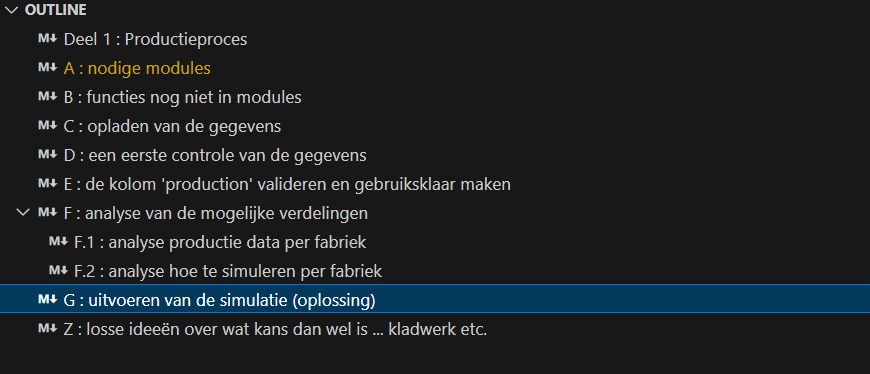 OUTLINE
M↓ Deel 1 : Productieproces
M↓ A : nodige modules
M↓ B : functies nog niet in modules
M↓ C : opladen van de gegevens
M↓ D : een eerste controle van de gegevens
M↓ E : de kolom 'production' valideren en gebruiksklaar maken
M↓ F : analyse van de mogelijke verdelingen
M↓ F.1 : analyse productie data per fabriek
M↓ F.2 : analyse hoe te simuleren per fabriek
M↓ G : uitvoeren van de simulatie (oplossing)
M↓ Z : losse ideeën over wat kans dan wel is ... kladwerk etc.